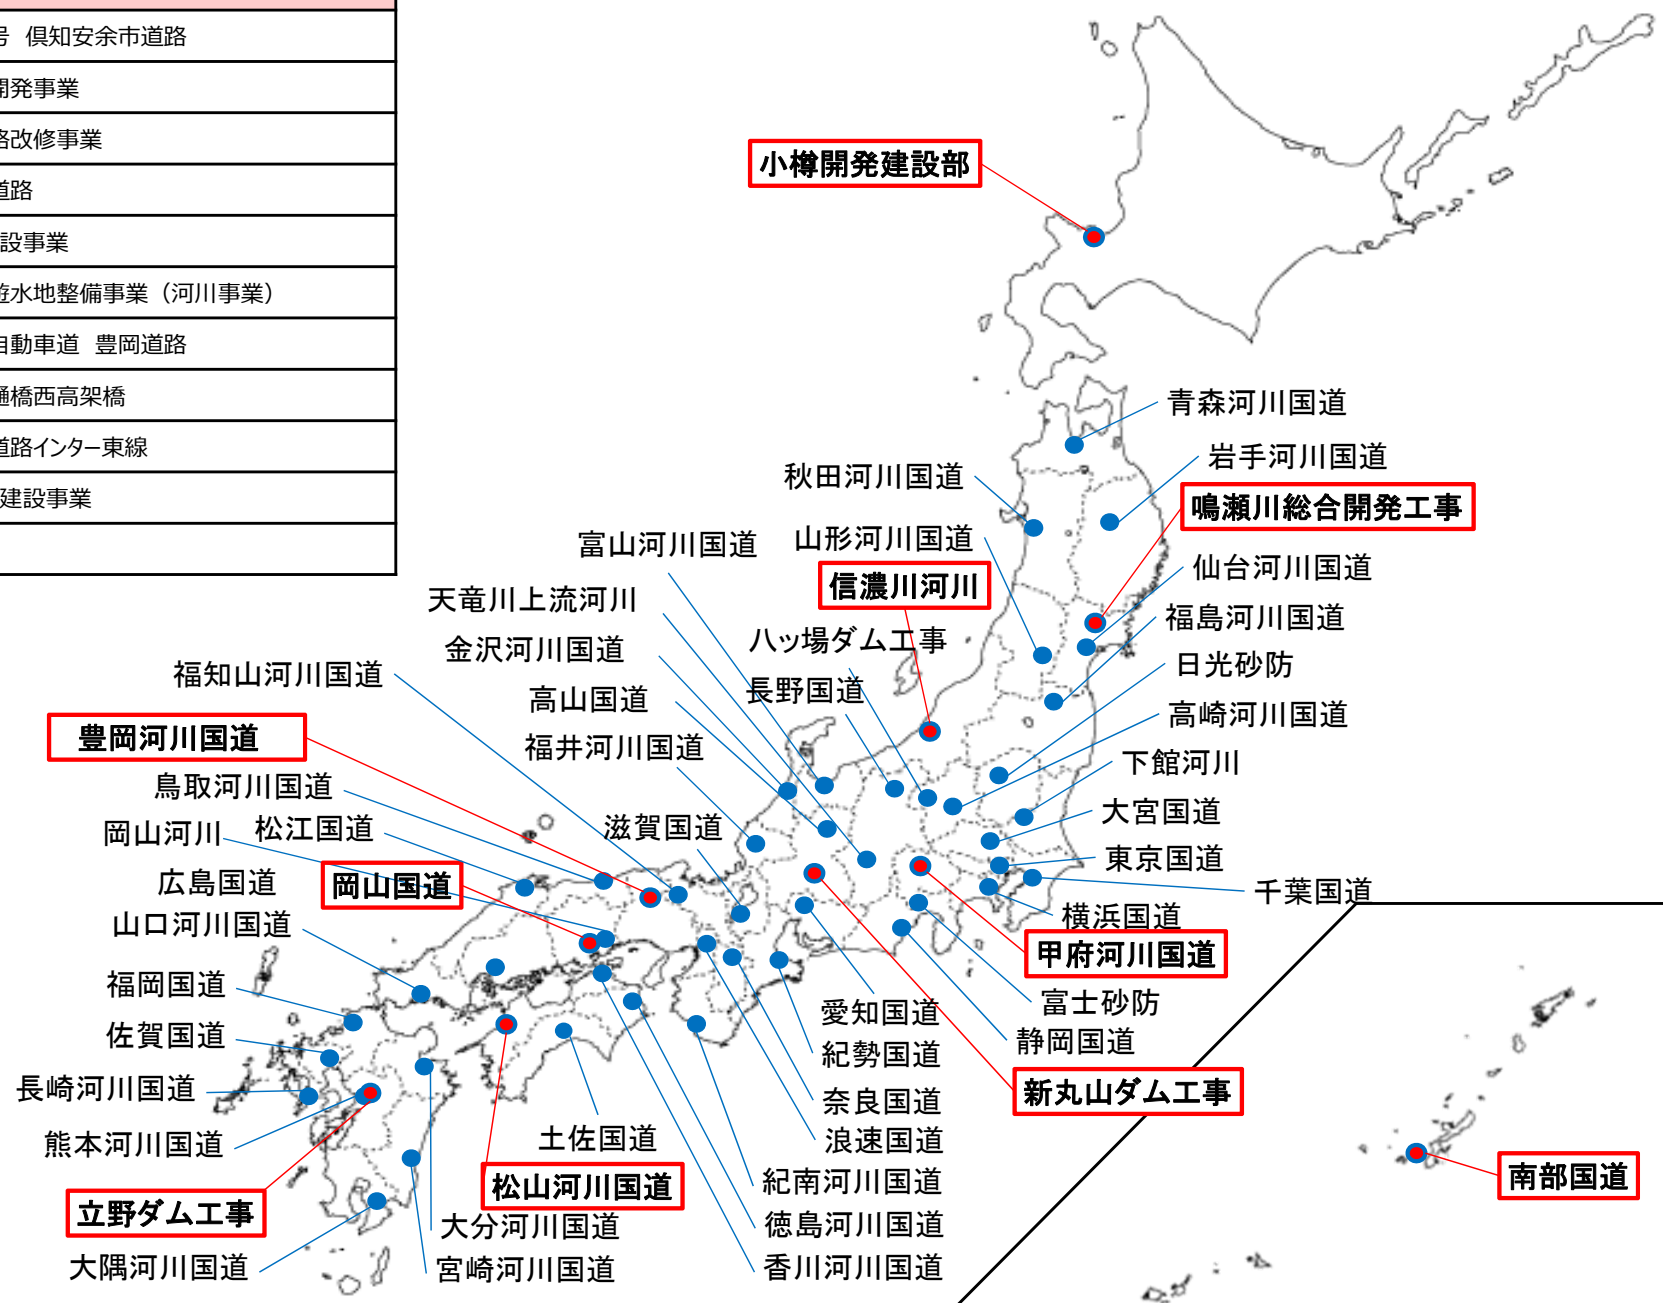 号 倶知安余市道路
開発事業
路改修事業
道路
設事業
遊水地整備事業（河川事業）
自動車道 豊岡道路
樋橋西高架橋
道路インター東線
建設事業
小樽開発建設部
青森河川国道
岩手河川国道
秋田河川国道
鳴瀬川総合開発工事
富山河川国道
山形河川国道
仙台河川国道
信濃川河川
天竜川上流河川
福島河川国道
八ッ場ダム工事
金沢河川国道
日光砂防
福知山河川国道
長野国道
高山国道
高崎河川国道
豊岡河川国道
福井河川国道
下館河川
鳥取河川国道
大宮国道
岡山河川
松江国道
滋賀国道
東京国道
広島国道
岡山国道
千葉国道
山口河川国道
横浜国道
甲府河川国道
福岡国道
富士砂防
愛知国道
佐賀国道
静岡国道
紀勢国道
長崎河川国道
新丸山ダム工事
奈良国道
熊本河川国道
土佐国道
浪速国道
松山河川国道
紀南河川国道
南部国道
立野ダム工事
大分河川国道
徳島河川国道
大隅河川国道
宮崎河川国道
香川河川国道